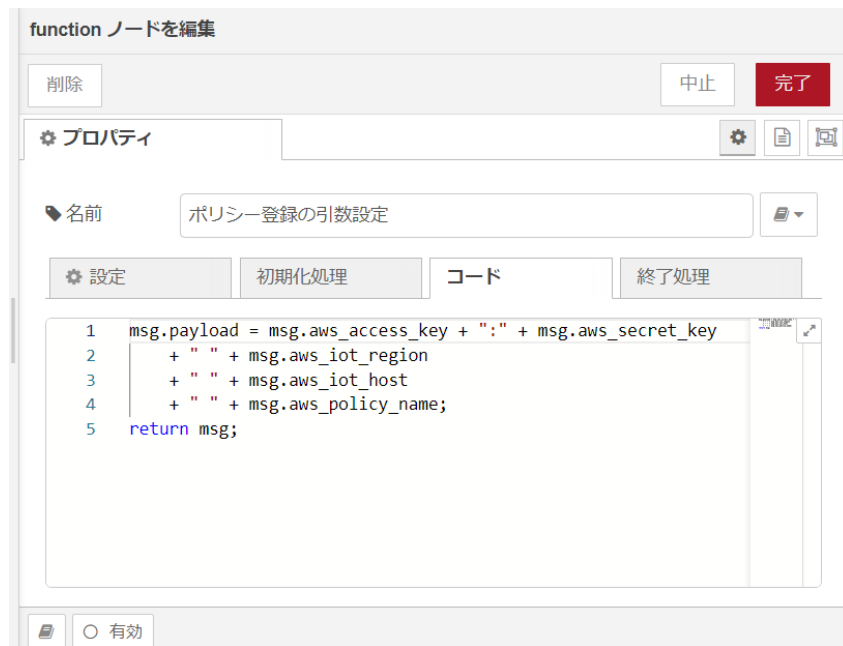 function ノードを編集
削除
中止
完了
プロパティ
名前
ポリシー登録の引数設定
設定
初期化処理
コード
終了処理
1 msg.payload = msg.aws_access_key + ":" + msg.aws_secret_key
2 + " " + msg.aws_iot_region
3 + " " + msg.aws_iot_host
4 + " " + msg.aws_policy_name;
5 return msg;
有効